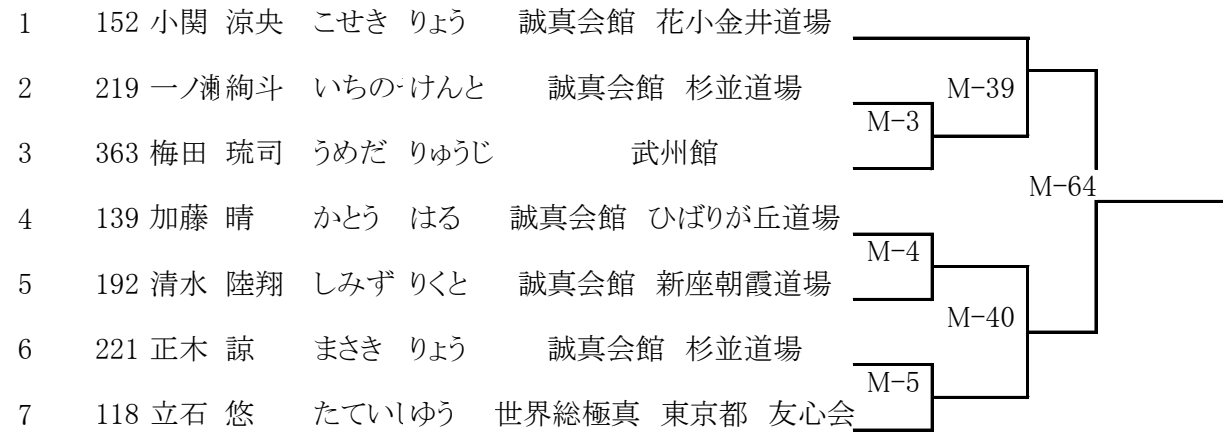 1 152 小関 涼央 こせき りょう 誠真会館 花小金井道場
2 219 一ノ瀬 絢斗 いちの けんと 誠真会館 杉並道場 M-39
M-3
3 363 梅田 琉司 うめだ りゅうじ 武州館
M-64
4 139 加藤 晴 かとう はる 誠真会館 ひばりが丘道場
M-4
5 192 清水 陸翔 しみず りくと 誠真会館 新座朝霞道場
M-40
6 221 正木 諒 まさき りょう 誠真会館 杉並道場
M-5
7 118 立石 悠 たていし ゆう 世界総極真 東京都 友心会